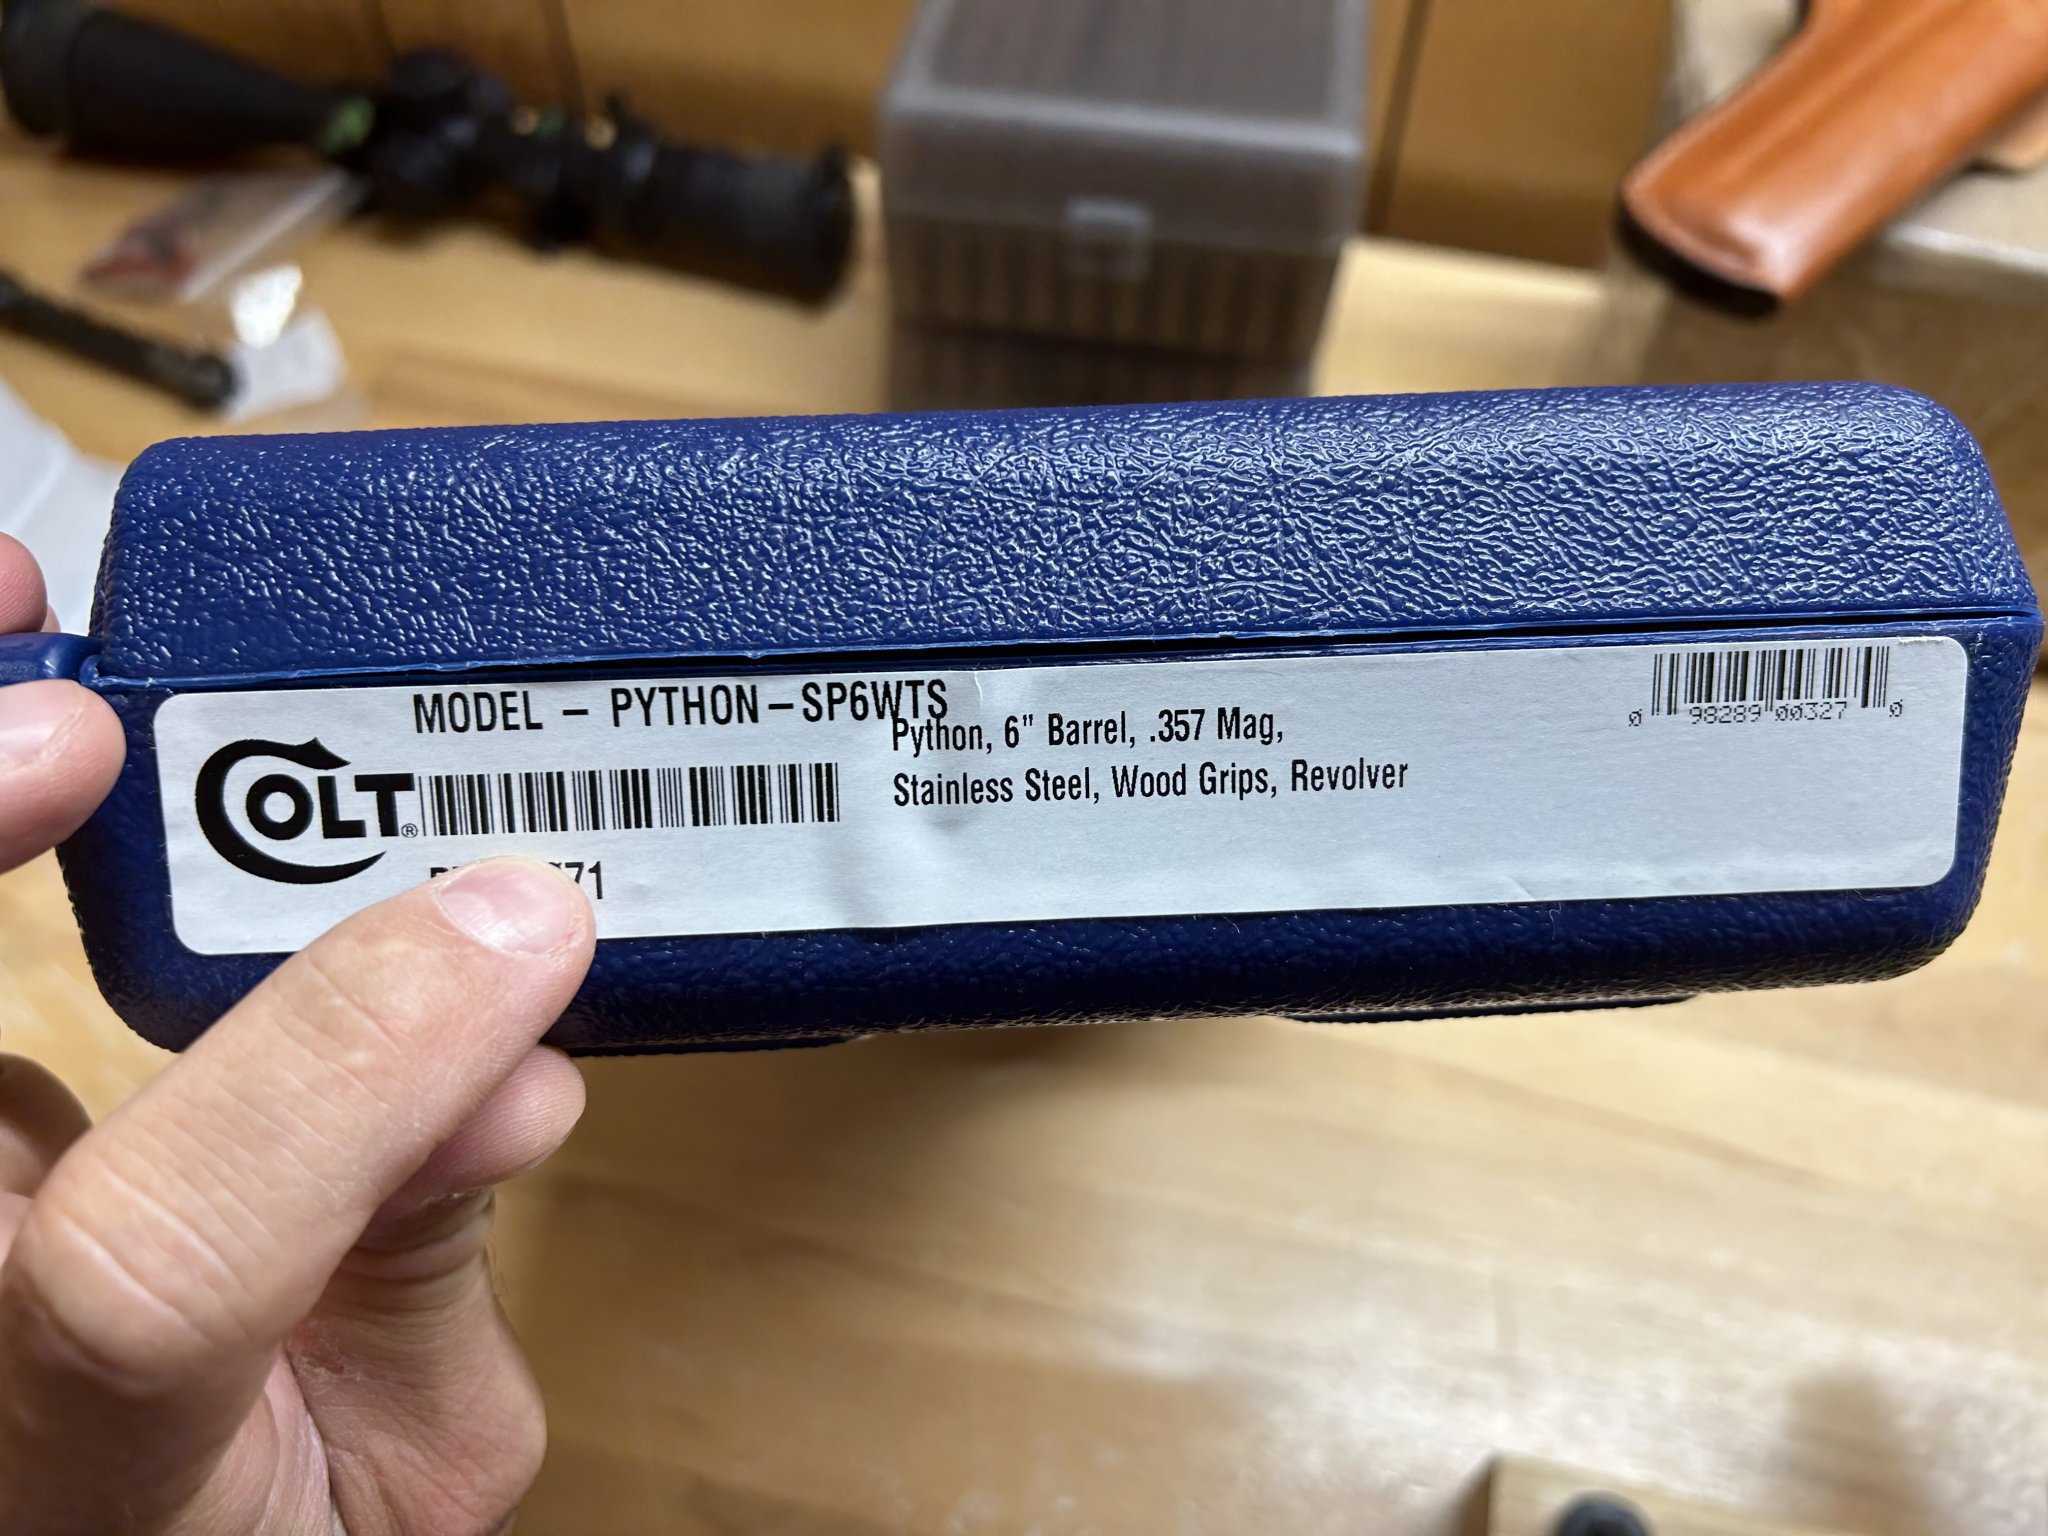 MODEL – PYTHON–SP6WTS
Python, 6" Barrel, .357 Mag,
Stainless Steel, Wood Grips, Revolver
COLT®
0 98289 00327 0